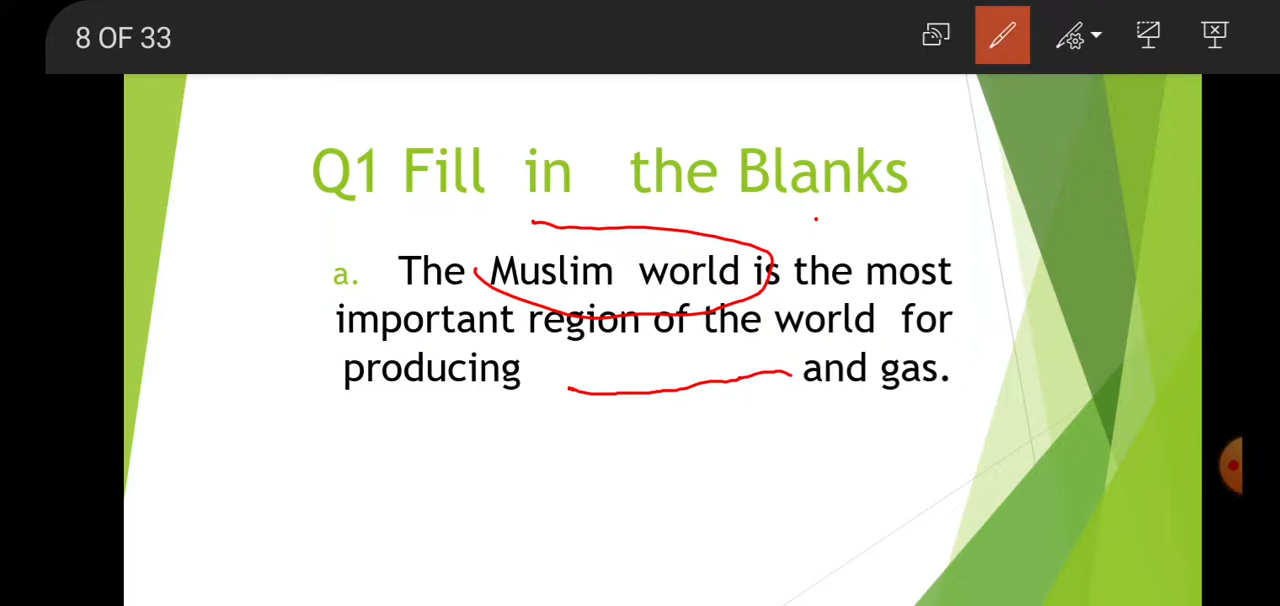 8 OF 33
Q1 Fill in the Blanks
a. The Muslim world is the most
important region of the world for
producing and gas.